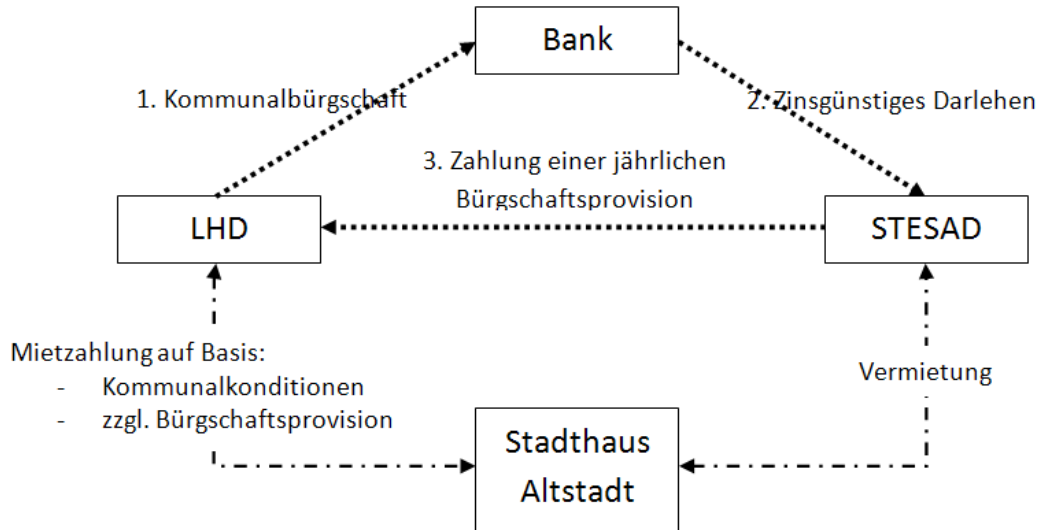 Bank
1. Kommunalbürgschaft
2. Zinsgünstiges Darlehen
3. Zahlung einer jährlichen
Bürgschaftsprovision
LHD
STESAD
Mietzahlung auf Basis:
- Kommunalkonditionen
- zzgl. Bürgschaftsprovision
Vermietung
Stadthaus
Altstadt